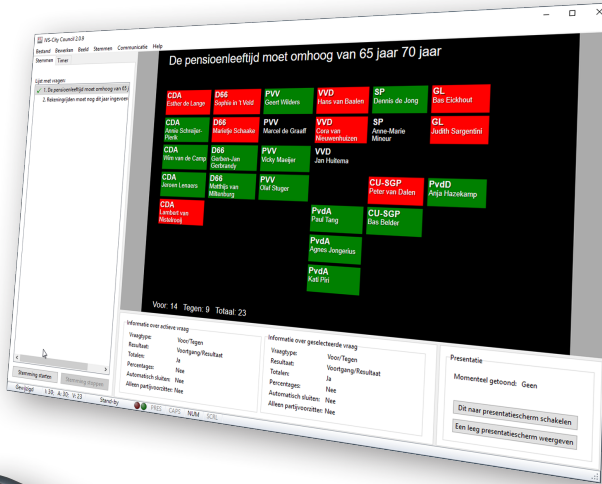 NS-City Council 2.0.9
Bestand Bewerken Beeld Stemmen Communicatie Help
Stemmen Timer
Lijst met vragen:
1. De pensioenleeftijd moet omhoog van 65 j
2. Rekeningrijden moet nog dit jaar ingevoer
De pensioenleeftijd moet omhoog van 65 jaar 70 jaar
CDA D66 PVV VVD SP GL
Esther de Lange Sophie in 't Veld Geert Wilders Hans van Baalen Dennis de Jong Bas Eickhout
CDA D66 PVV VVD SP GL
Annie Schreijer-Pierik Marietje Schaake Marcel de Graaff Cora van Nieuwenhuizen Anne-Marie Mineur Judith Sargentini
CDA D66 PVV VVD
Wim van de Camp Gerben-Jan Gerbrandy Vicky Maeijer Jan Huitema
CDA D66 PVV CU-SGP PvdD
Jeroen Lenaers Matthijs van Miltenburg Olaf Stuger Peter van Dalen Anja Hazekamp
CDA PvdA CU-SGP
Lambert van Nistelrooij Paul Tang Bas Belder
PvdA
Agnes Jongerius
PvdA
Kati Piri
Voor: 14 Tegen: 9 Totaal: 23
Informatie over actieve vraag
Vraagtype: Voor/Tegen
Resultaat: Voortgang/Resultaat
Totalen: Ja
Percentages: Nee
Automatisch sluiten: Nee
Alleen partijvoorzitter: Nee
Informatie over geselecteerde vraag
Vraagtype: Voor/Tegen
Resultaat: Voortgang/Resultaat
Totalen: Ja
Percentages: Nee
Automatisch sluiten: Nee
Alleen partijvoorzitter: Nee
Presentatie
Momenteel getoond: Geen
Dit naar presentatiescherm schakelen
Een leeg presentatiescherm weergeven
Stemming starten Stemming stoppen
Gewijzigd I: 30; A: 30; V: 23 Stand-by PRES CAPS NUM SCRL